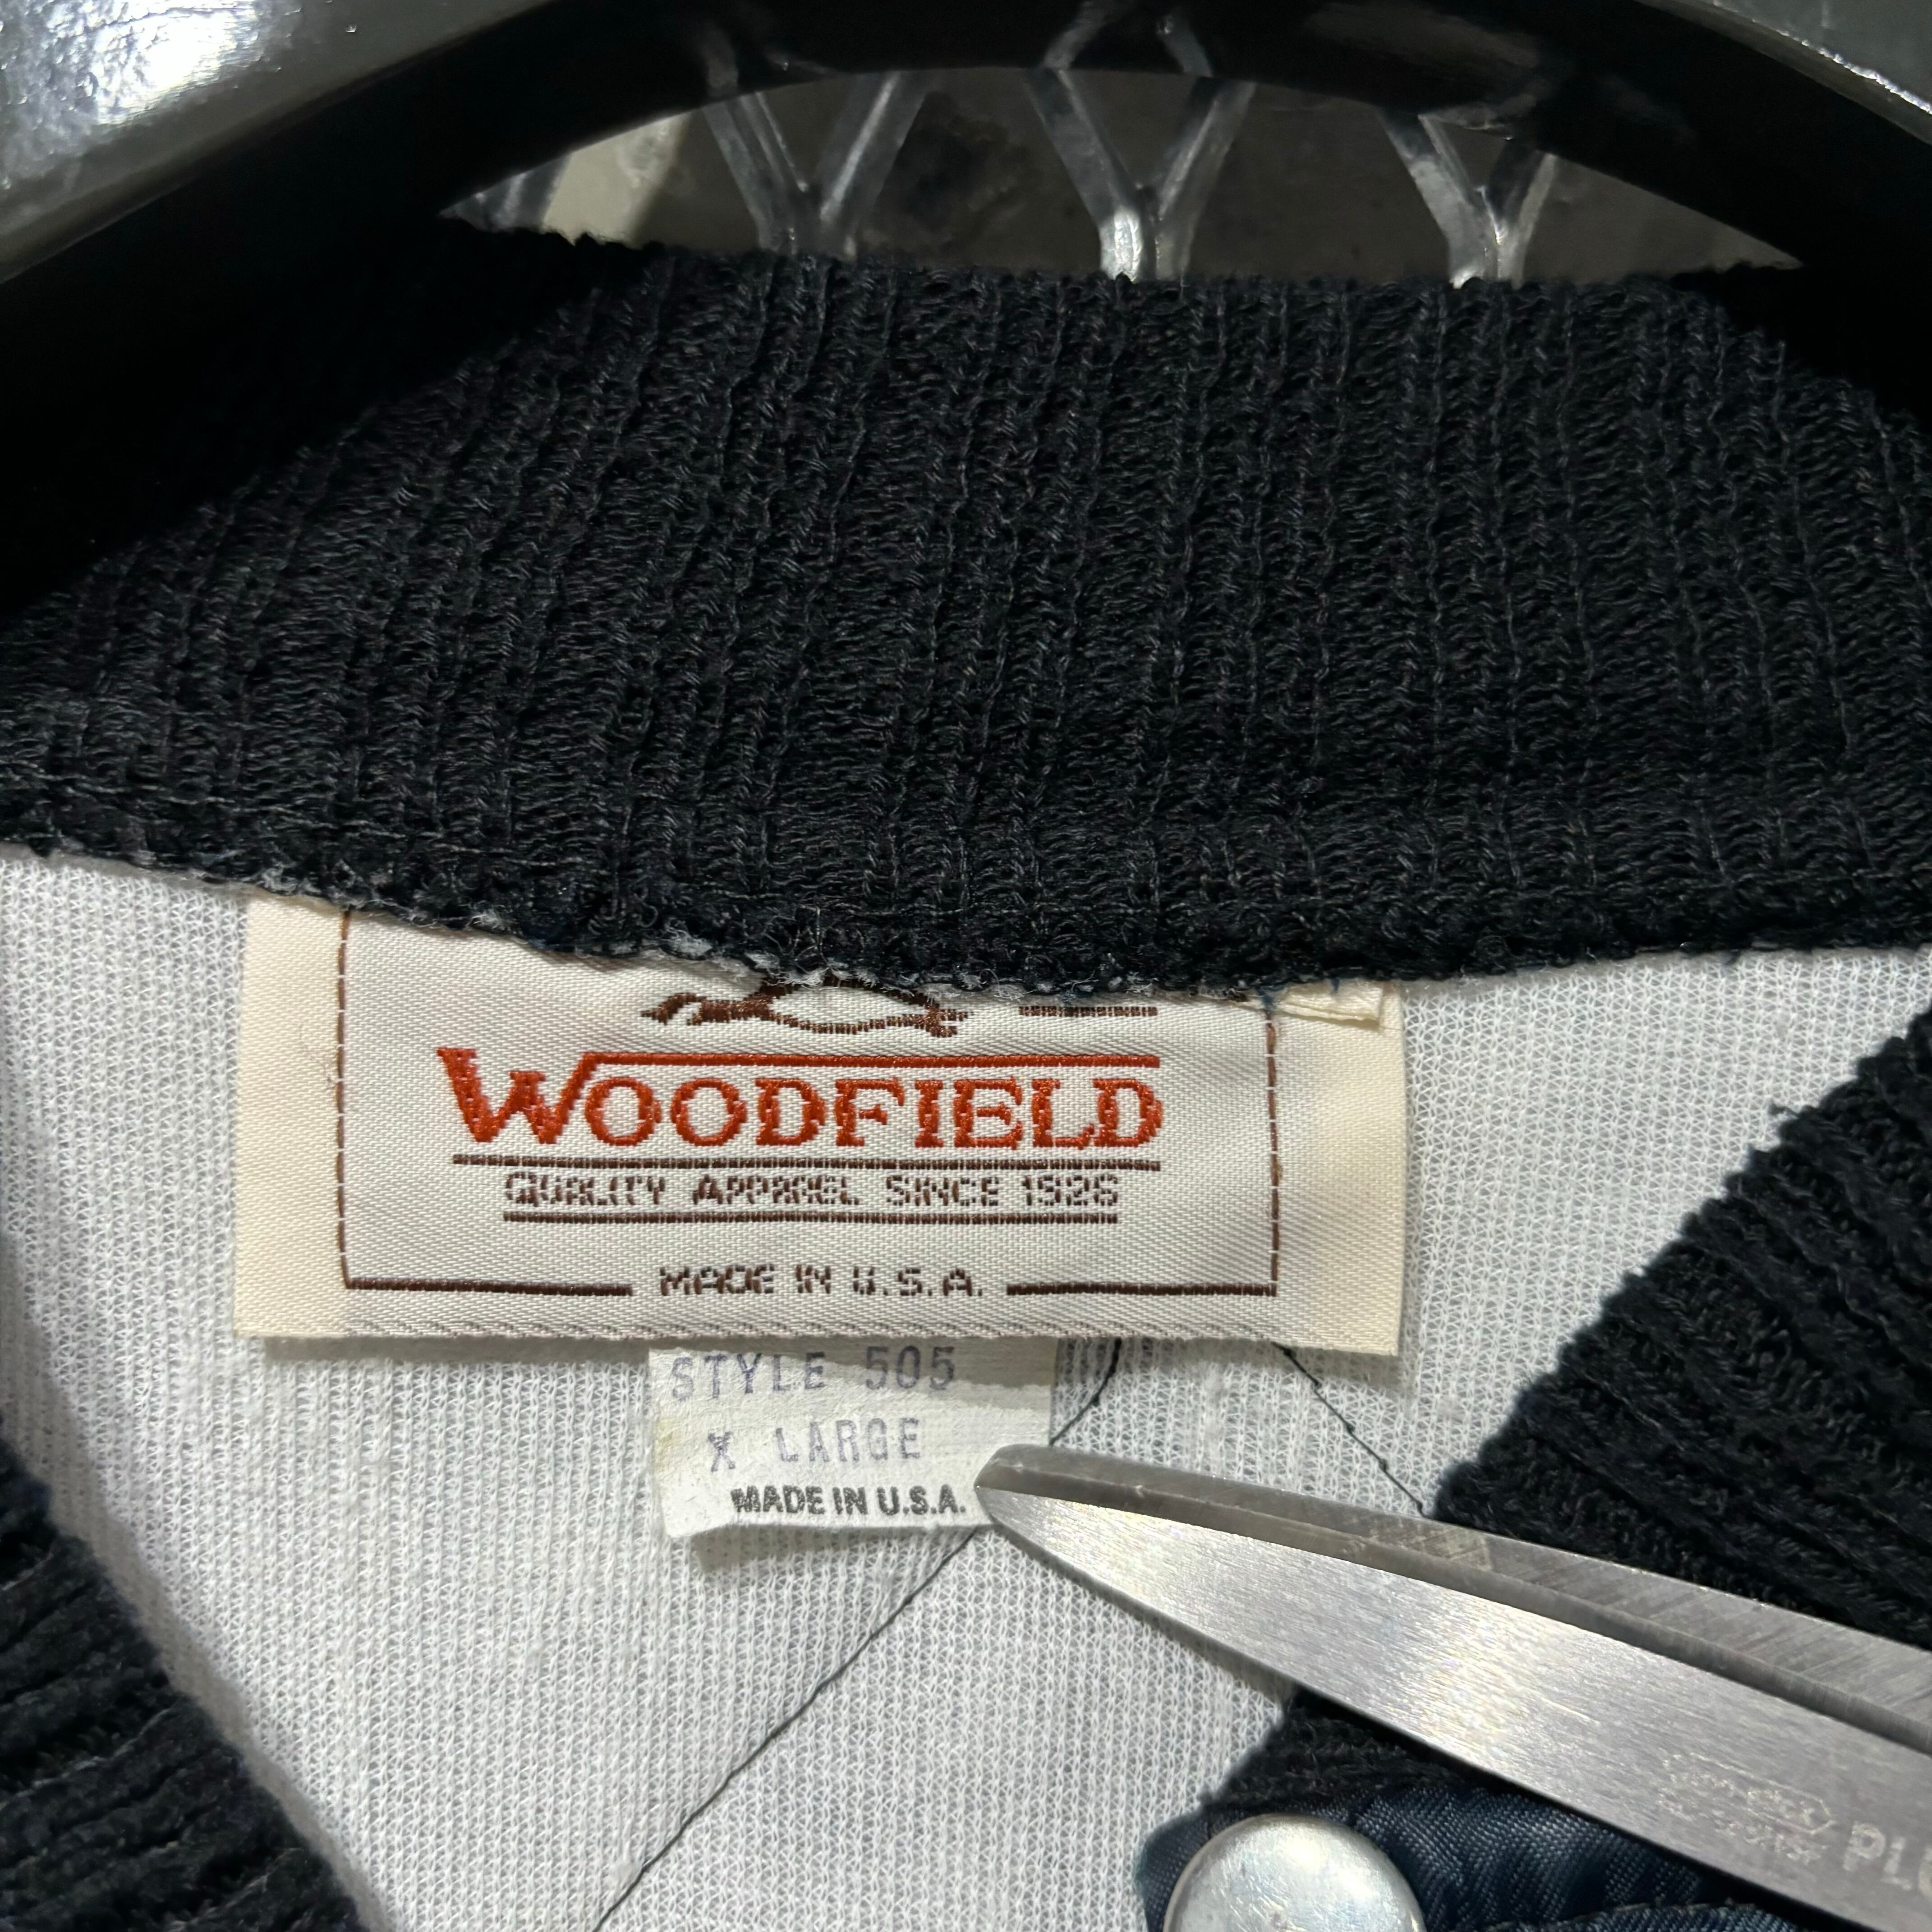 WOODFIELD
QUALITY APPAREL SINCE 1926
MADE IN U.S.A.
STYLE 505
X LARGE
MADE IN U.S.A.